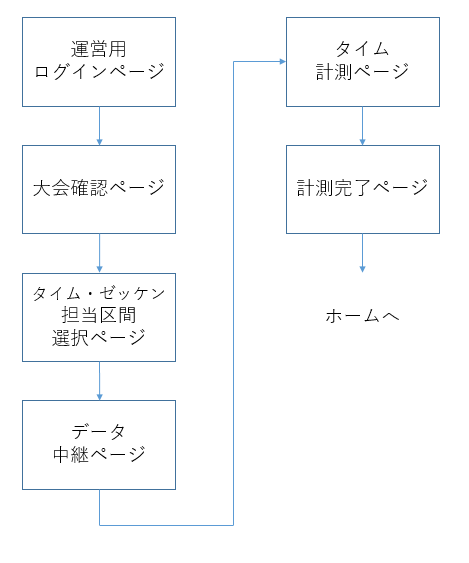 運営用
ログインページ
大会確認ページ
タイム・ゼッケン
担当区間
選択ページ
データ
中継ページ
タイム
計測ページ
計測完了ページ
ホームへ